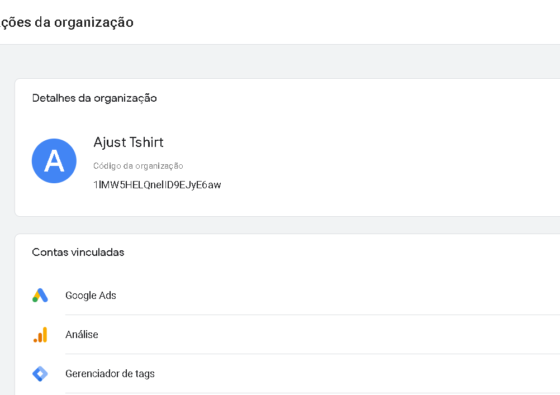 ções da organização
Detalhes da organização
A
Ajust Tshirt
Código da organização
1lMW5HELQnellD9EJyE6aw
Contas vinculadas
Google Ads
Análise
Gerenciador de tags